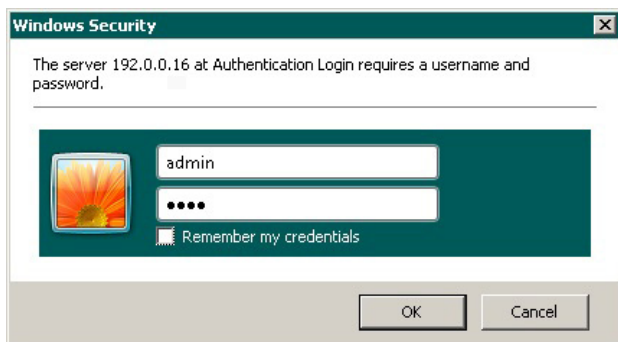 Windows Security
The server 192.0.0.16 at Authentication Login requires a username and
password.
admin
••••
Remember my credentials
OK
Cancel